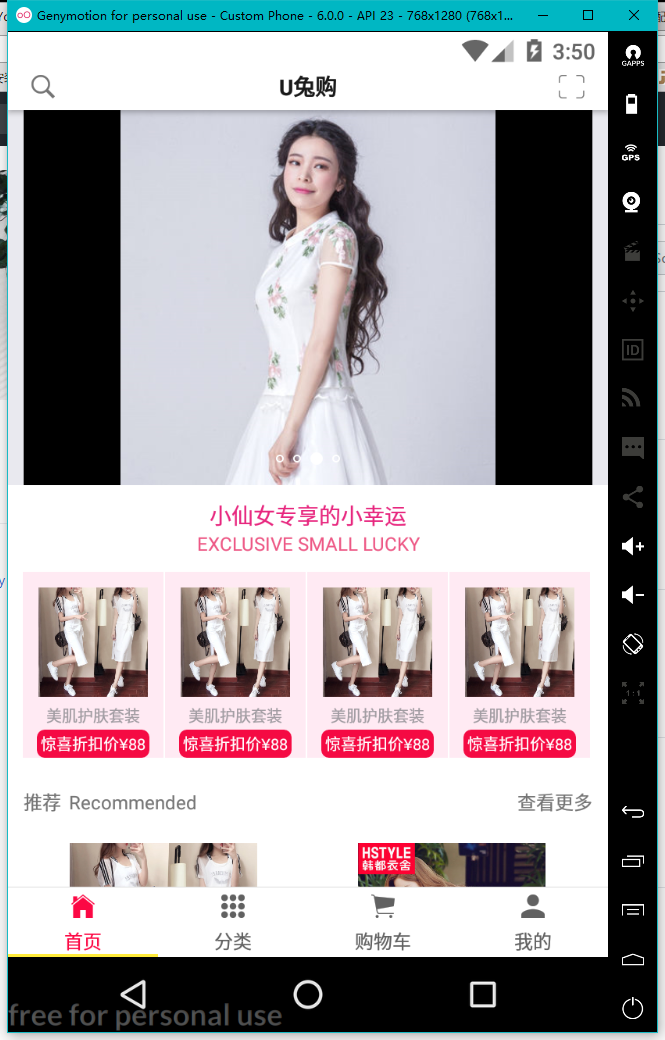 Genymotion for personal use - Custom Phone - 6.0.0 - API 23 - 768x1280 (768x1...
3:50
U兔购
GAPPS
GPS
ID
小仙女专享的小幸运
EXCLUSIVE SMALL LUCKY
美肌护肤套装 美肌护肤套装 美肌护肤套装 美肌护肤套装
惊喜折扣价¥88 惊喜折扣价¥88 惊喜折扣价¥88 惊喜折扣价¥88
1:1
推荐 Recommended 查看更多
HSTYLE
韩都衣舍
首页 分类 购物车 我的
free for personal use